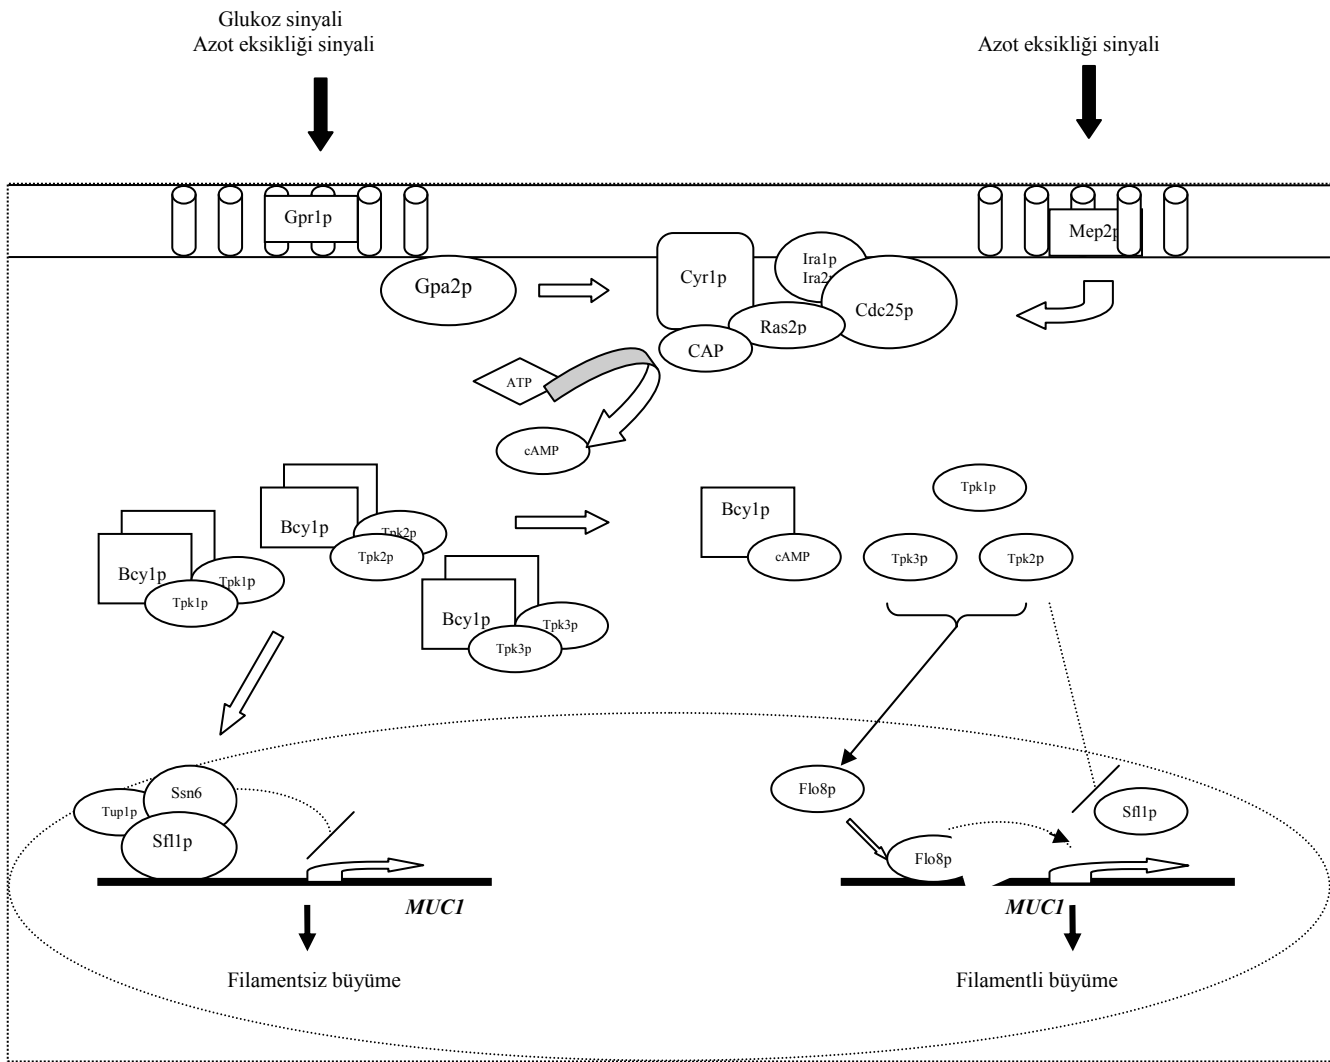 Glukoz sinyali
Azot eksikliği sinyali
Azot eksikliği sinyali
Gpr1p
Mep2p
Gpa2p
Cyr1p
Ira1p
Ira2p
Cdc25p
Ras2p
CAP
ATP
cAMP
Bcy1p
Tpk2p
Tpk2p
Bcy1p
Tpk1p
Tpk1p
Bcy1p
Tpk3p
Tpk3p
Bcy1p
cAMP
Tpk1p
Tpk3p
Tpk2p
Ssn6
Tup1p
Sfl1p
MUC1
Filamentsiz büyüme
Flo8p
Sfl1p
Flo8p
MUC1
Filamentli büyüme